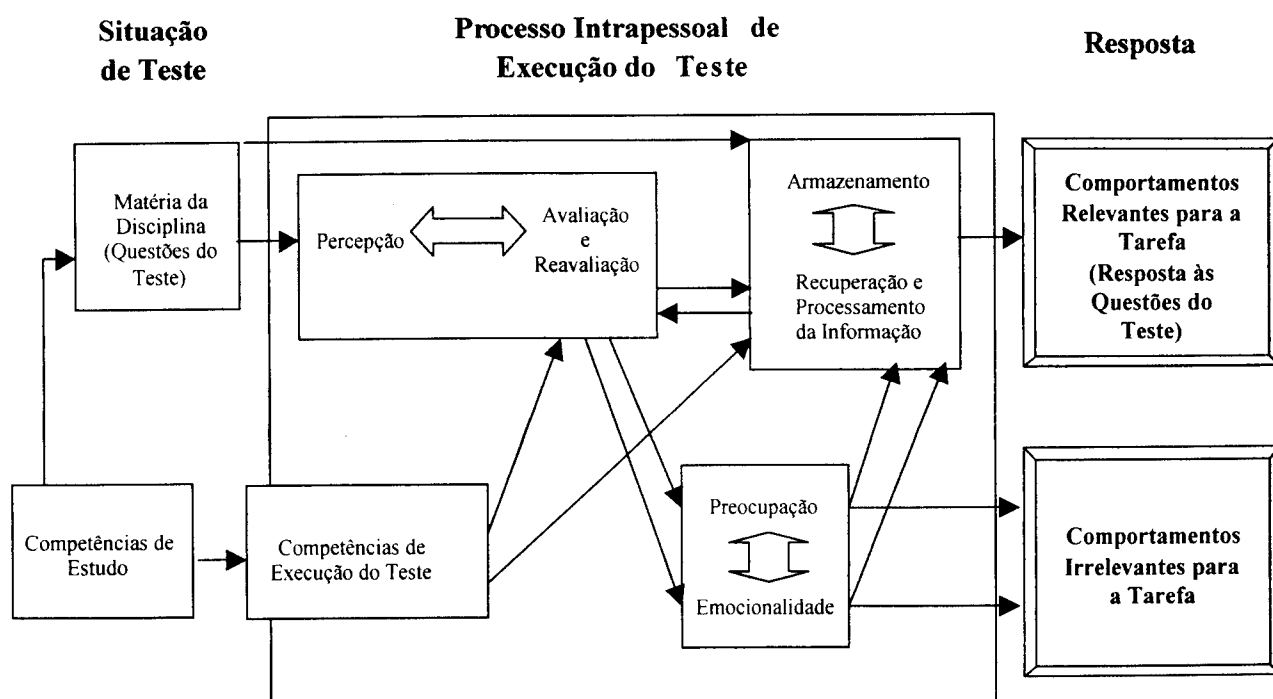 Situação
de Teste
Processo Intrapessoal de
Execução do Teste
Resposta
Matéria da
Disciplina
(Questões do
Teste)
Percepção
Avaliação
e
Reavaliação
Armazenamento
Recuperação e
Processamento
da Informação
Comportamentos
Relevantes para a
Tarefa
(Resposta às
Questões do
Teste)
Competências de
Estudo
Competências de
Execução do Teste
Preocupação
Emocionalidade
Comportamentos
Irrelevantes para
a Tarefa